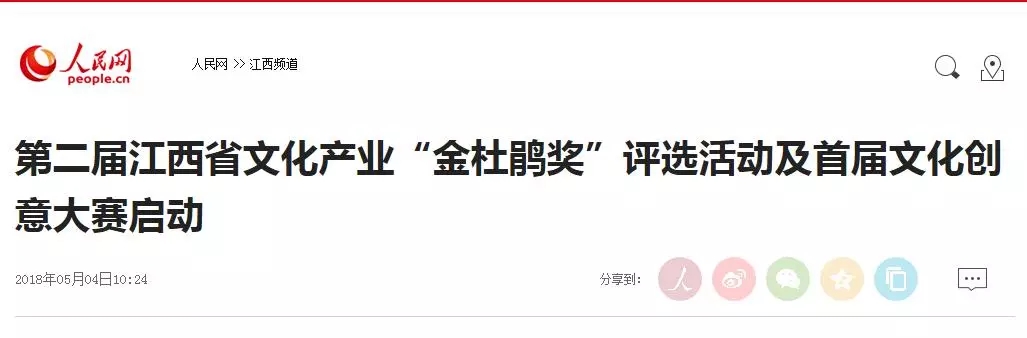 人民网
people.cn
人民网 >> 江西频道
第二届江西省文化产业“金杜鹃奖”评选活动及首届文化创
意大赛启动
2018年05月04日10:24
分享到:
人